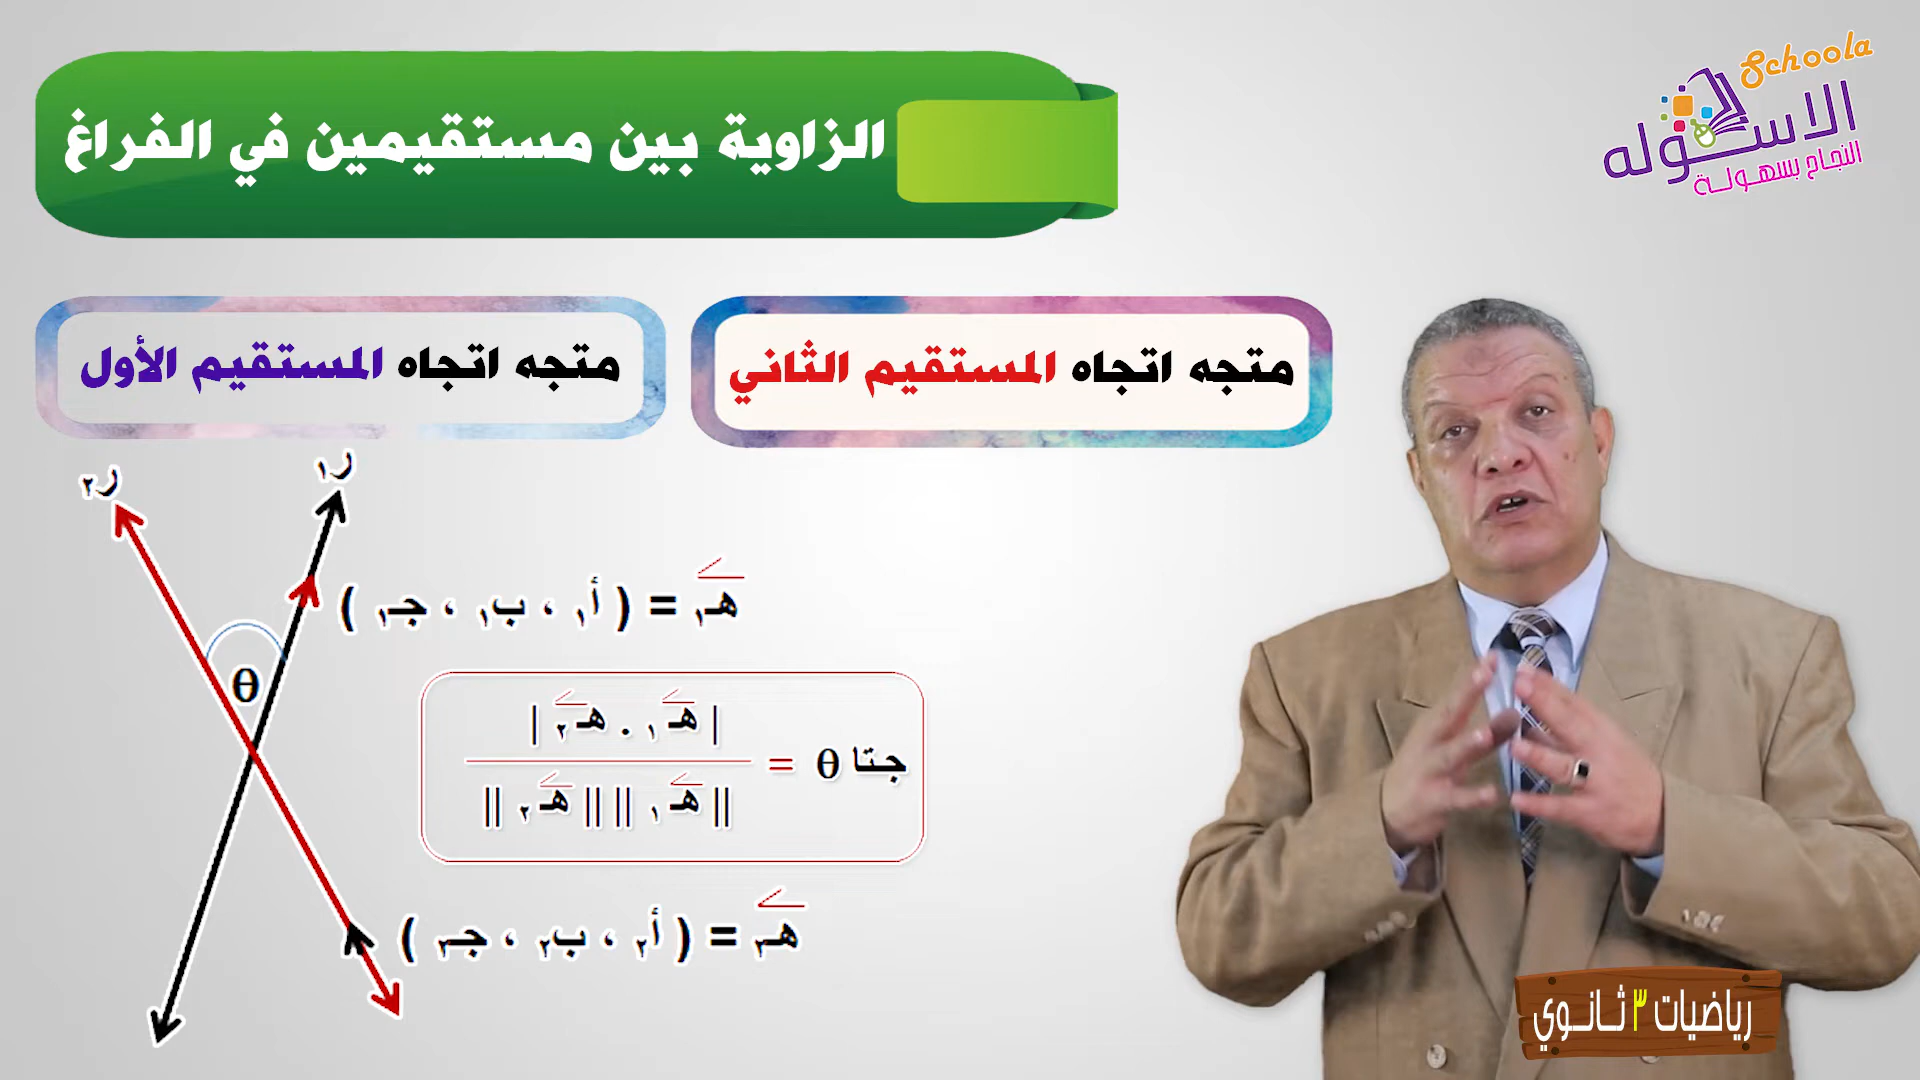 Schoola
الاسكوله
النجاح بسهولة
الزاوية بين مستقيمين في الفراغ
متجه اتجاه المستقيم الثاني
متجه اتجاه المستقيم الأول
ر١
ر٢
θ
هـ١ = ( أ١ ، ب١ ، جـ١ )
جتا θ = | هـ١ . هـ٢ | / || هـ١ || || هـ٢ ||
هـ٢ = ( أ٢ ، ب٢ ، جـ٢ )
رياضيات ٣ ثانوي